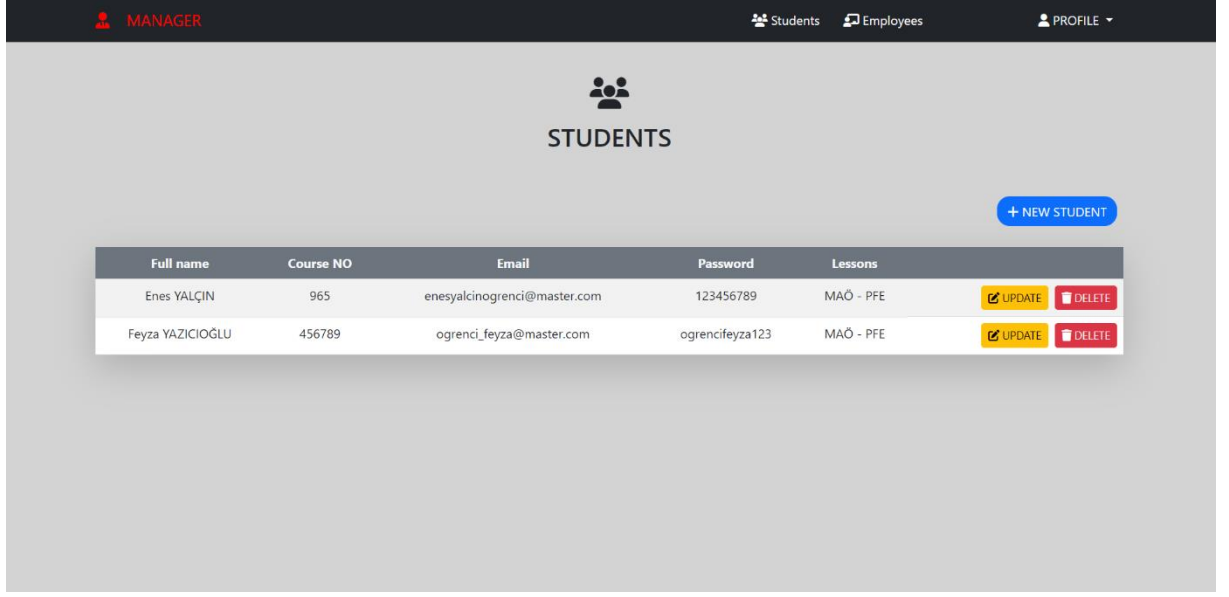 MANAGER Students Employees PROFILE
STUDENTS
+ NEW STUDENT
Full name Course NO Email Password Lessons
Enes YALÇIN 965 enesyalcinogrenci@master.com 123456789 MAÖ - PFE UPDATE DELETE
Feyza YAZICIOĞLU 456789 ogrenci_feyza@master.com ogrencifeyza123 MAÖ - PFE UPDATE DELETE